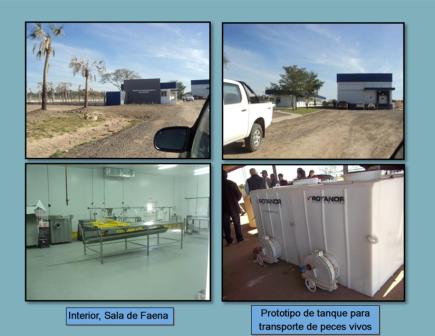 ROTANOR
ROTANOR
Interior, Sala de Faena
Prototipo de tanque para
transporte de peces vivos